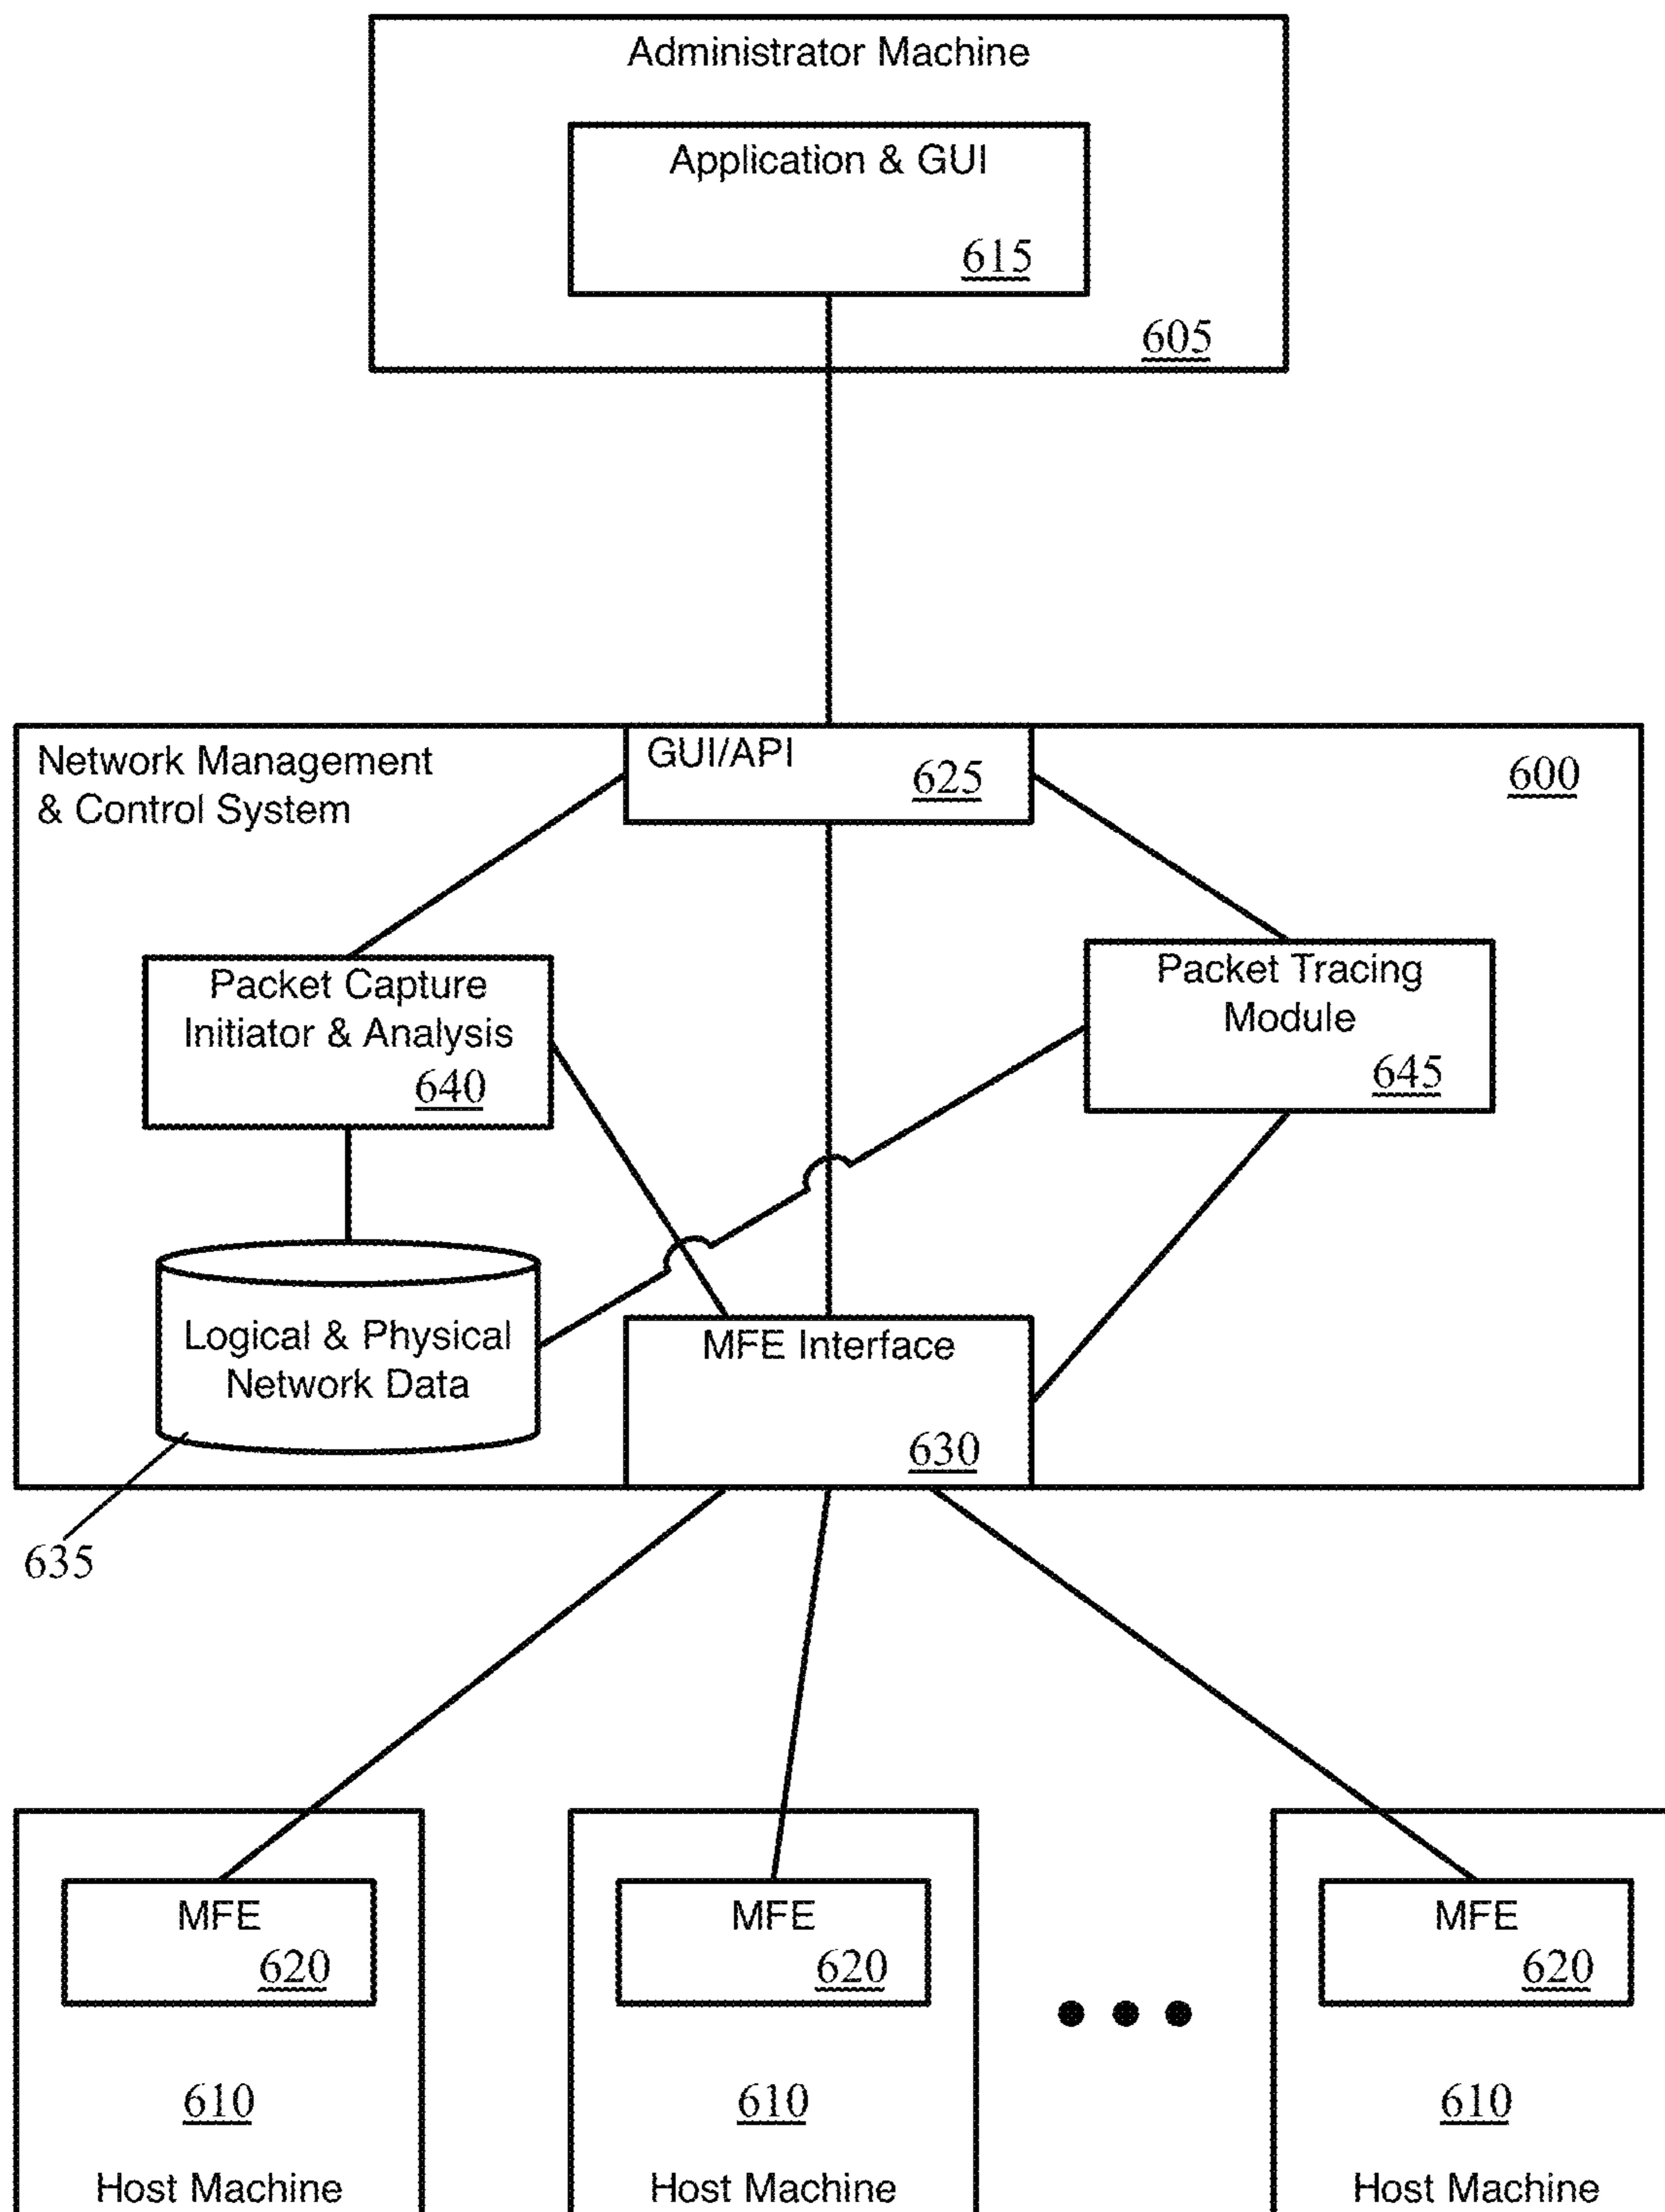 Administrator Machine
Application & GUI
615
605
Network Management
& Control System
GUI/API
625
600
Packet Capture
Initiator & Analysis
640
Packet Tracing
Module
645
Logical & Physical
Network Data
MFE Interface
630
635
MFE
620
MFE
620
MFE
620
610
610
610
Host Machine
Host Machine
Host Machine